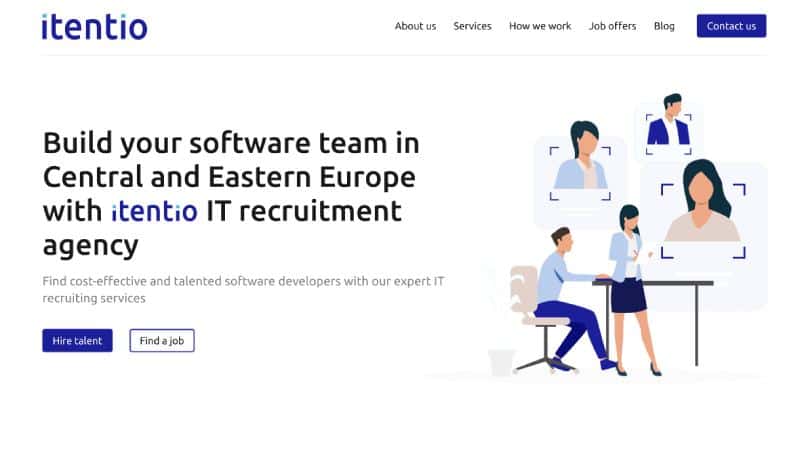 itentio
About us Services How we work Job offers Blog Contact us
Build your software team in
Central and Eastern Europe
with itentio IT recruitment
agency
Find cost-effective and talented software developers with our expert IT
recruiting services
Hire talent Find a job